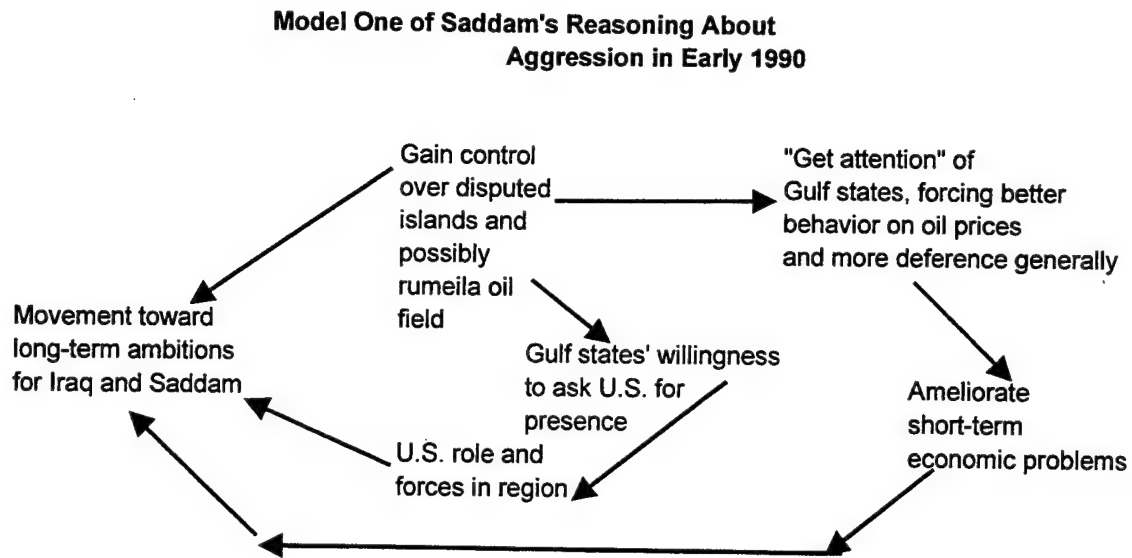 Model One of Saddam's Reasoning About
Aggression in Early 1990
Gain control
over disputed
islands and
possibly
rumeila oil
field
"Get attention" of
Gulf states, forcing better
behavior on oil prices
and more deference generally
Movement toward
long-term ambitions
for Iraq and Saddam
Gulf states' willingness
to ask U.S. for
presence
Ameliorate
short-term
economic problems
U.S. role and
forces in region